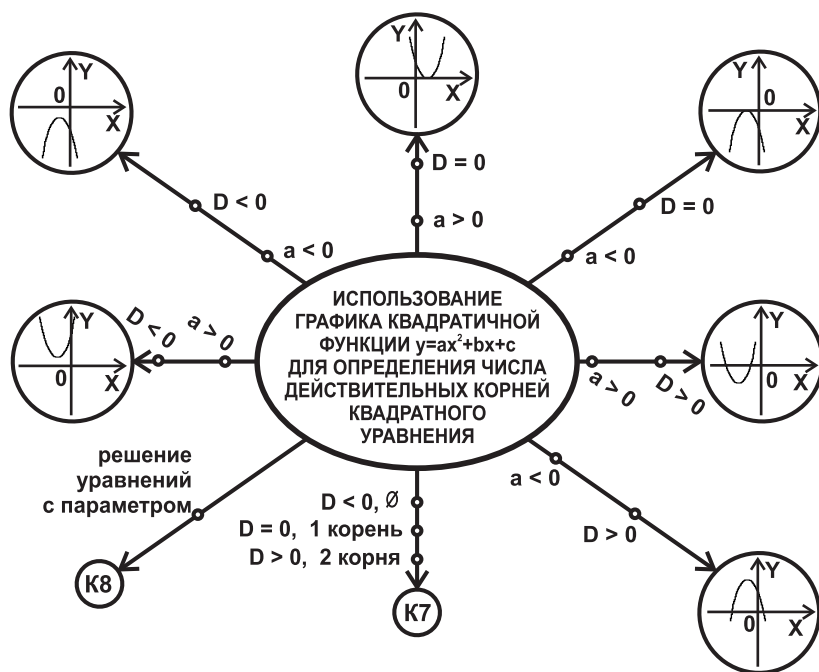 Y
0
X
Y
0
X
Y
0
X
D < 0
a < 0
D = 0
a > 0
D = 0
a < 0
ИСПОЛЬЗОВАНИЕ
ГРАФИКА КВАДРАТИЧНОЙ
ФУНКЦИИ y=ax²+bx+c
ДЛЯ ОПРЕДЕЛЕНИЯ ЧИСЛА
ДЕЙСТВИТЕЛЬНЫХ КОРНЕЙ
КВАДРАТНОГО
УРАВНЕНИЯ
Y
0
X
D < 0
a > 0
a > 0
D > 0
Y
0
X
решение
уравнений
с параметром
К8
D < 0, ∅
D = 0, 1 корень
D > 0, 2 корня
К7
a < 0
D > 0
Y
0
X